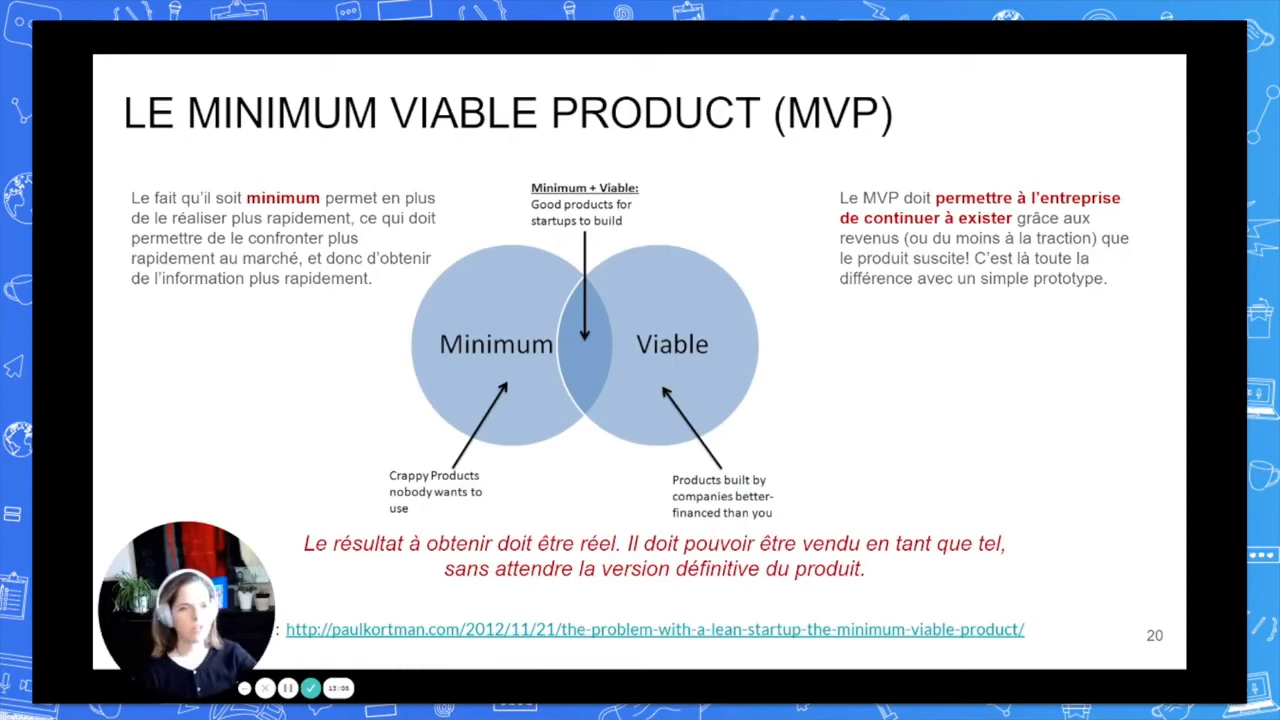 LE MINIMUM VIABLE PRODUCT (MVP)
Le fait qu’il soit minimum permet en plus
de le réaliser plus rapidement, ce qui doit
permettre de le confronter plus
rapidement au marché, et donc d’obtenir
de l’information plus rapidement.
Minimum + Viable:
Good products for
startups to build
Le MVP doit permettre à l’entreprise
de continuer à exister grâce aux
revenus (ou du moins à la traction) que
le produit suscite! C’est là toute la
différence avec un simple prototype.
Minimum
Viable
Crappy Products
nobody wants to
use
Products built by
companies better-
financed than you
Le résultat à obtenir doit être réel. Il doit pouvoir être vendu en tant que tel,
sans attendre la version définitive du produit.
: http://paulkortman.com/2012/11/21/the-problem-with-a-lean-startup-the-minimum-viable-product/
20